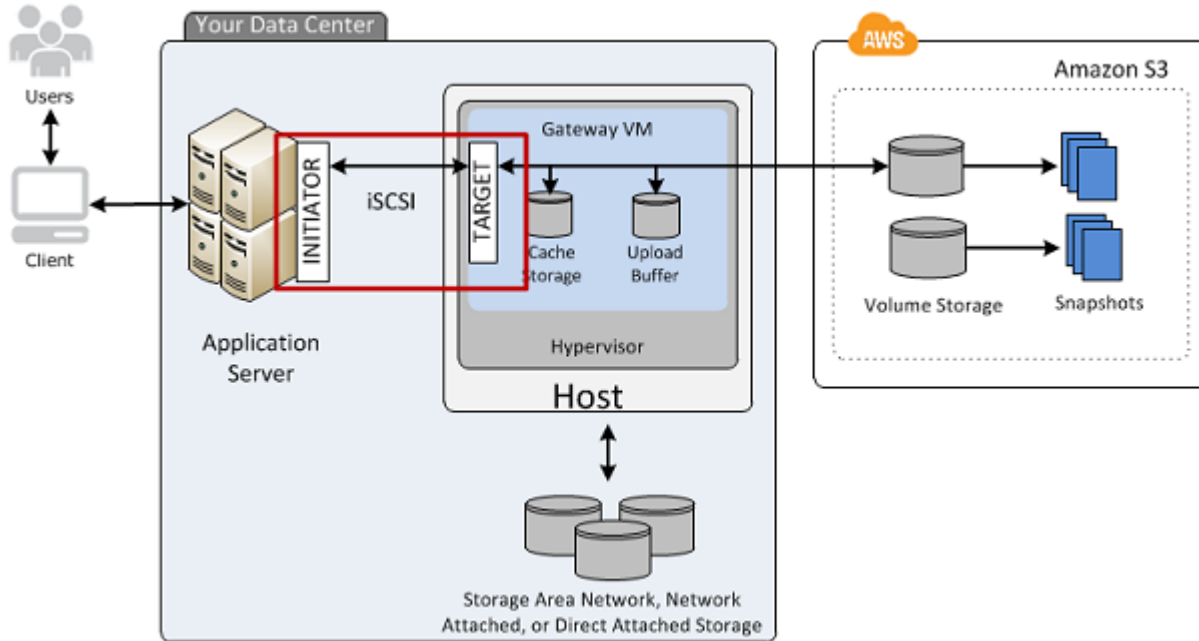 Your Data Center
AWS
Amazon S3
Users
Client
INITIATOR
iSCSI
TARGET
Gateway VM
Cache
Storage
Upload
Buffer
Volume Storage
Snapshots
Application
Server
Hypervisor
Host
Storage Area Network, Network
Attached, or Direct Attached Storage